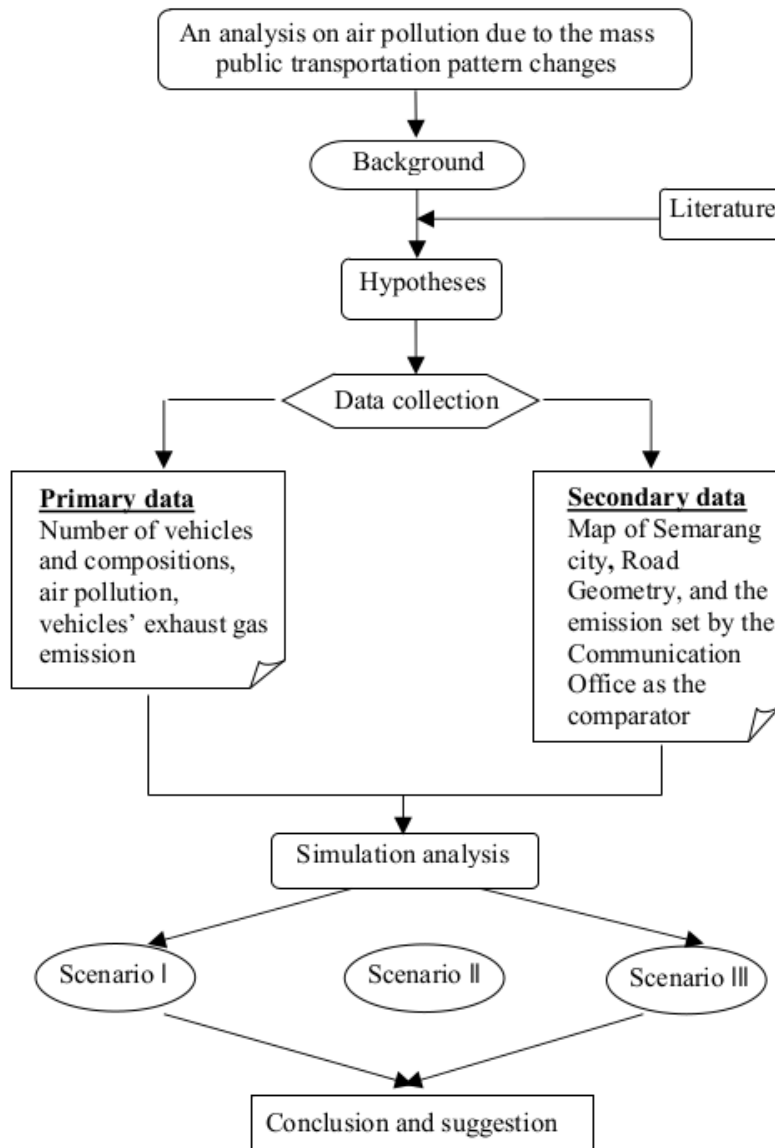 An analysis on air pollution due to the mass
public transportation pattern changes
Background
Literature
Hypotheses
Data collection
Primary data
Number of vehicles
and compositions,
air pollution,
vehicles’ exhaust gas
emission
Secondary data
Map of Semarang
city, Road
Geometry, and the
emission set by the
Communication
Office as the
comparator
Simulation analysis
Scenario I
Scenario II
Scenario III
Conclusion and suggestion